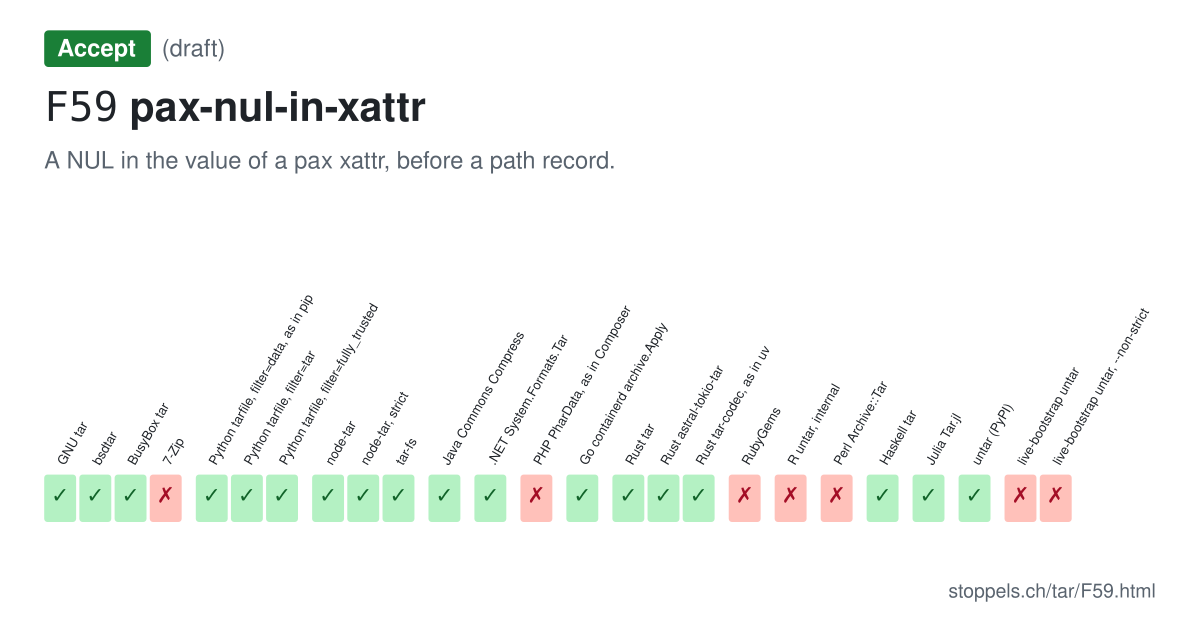 Accept (draft)
F59 pax-nul-in-xattr
A NUL in the value of a pax xattr, before a path record.
GNU tar
bsdtar
BusyBox tar
7-Zip
Python tarfile, filter=data, as in pip
Python tarfile, filter=tar
Python tarfile, filter=fully_trusted
node-tar
node-tar, strict
tar-fs
Java Commons Compress
.NET System.Formats.Tar
PHP PharData, as in Composer
Go containerd archive.Apply
Rust tar
Rust astral-tokio-tar
Rust tar-codec, as in uv
RubyGems
R untar, internal
Perl Archive::Tar
Haskell tar
Julia Tar.jl
untar (PyPI)
live-bootstrap untar
live-bootstrap untar, --non-strict
✓ ✓ ✓ ✗ ✓ ✓ ✓ ✓ ✓ ✓ ✓ ✓ ✗ ✓ ✓ ✓ ✓ ✗ ✗ ✗ ✓ ✓ ✓ ✗ ✗
stoppels.ch/tar/F59.html